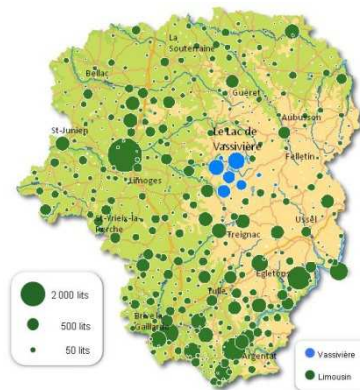 La
Souterraine
Bellac
Guéret
Aubusson
St-Junien
Le Lac de
Vassivière
Felletin
Limoges
St-Yrieix-la-
Perche
Ussel
Treignac
Egletons
Tulle
Brive-la-
Gaillarde
Argentat
2 000 lits
500 lits
50 lits
Vassivière
Limousin